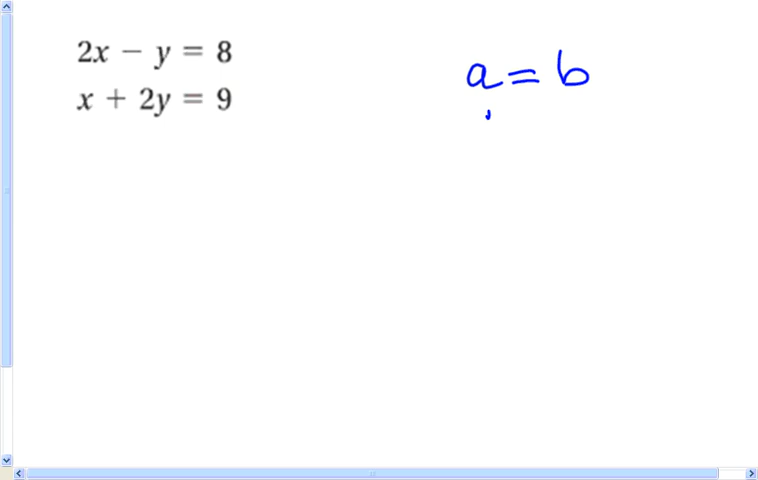 2x − y = 8
x + 2y = 9
a = b